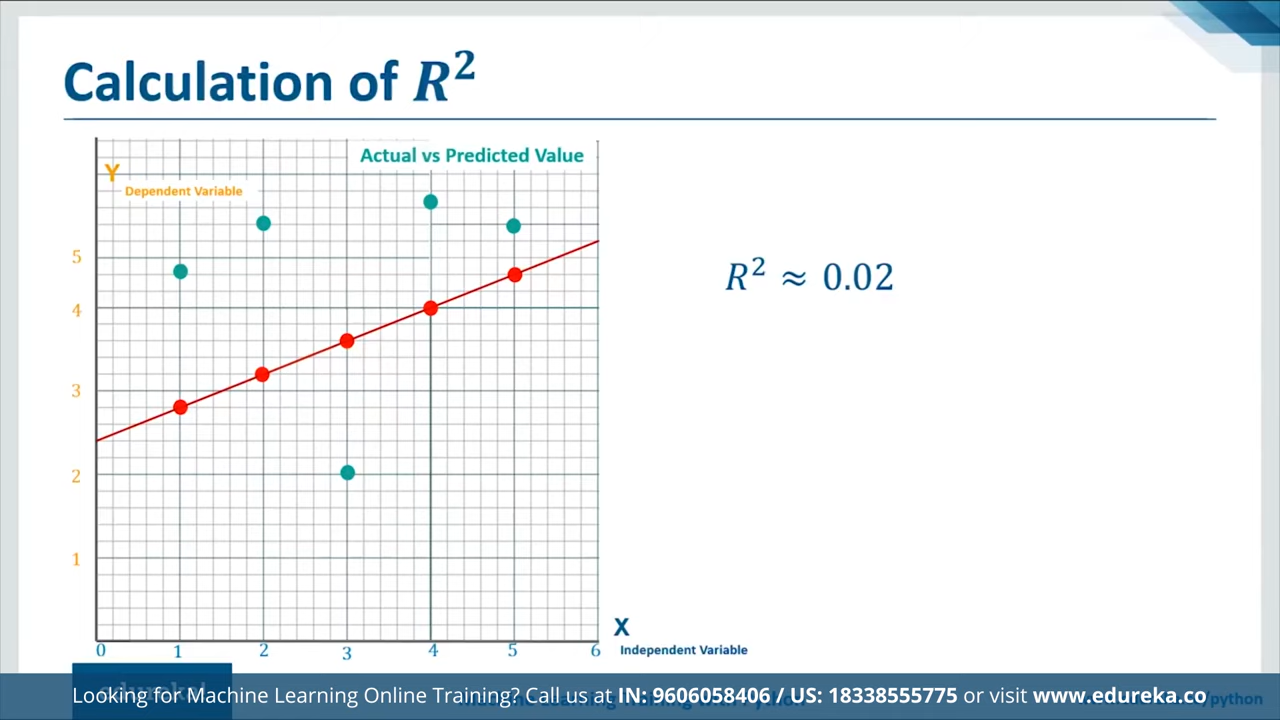 Calculation of R²
Actual vs Predicted Value
Y
Dependent Variable
5
4
3
2
1
R² ≈ 0.02
0 1 2 3 4 5 6
X
Independent Variable
Looking for Machine Learning Online Training? Call us at IN: 9606058406 / US: 18338555775 or visit www.edureka.co